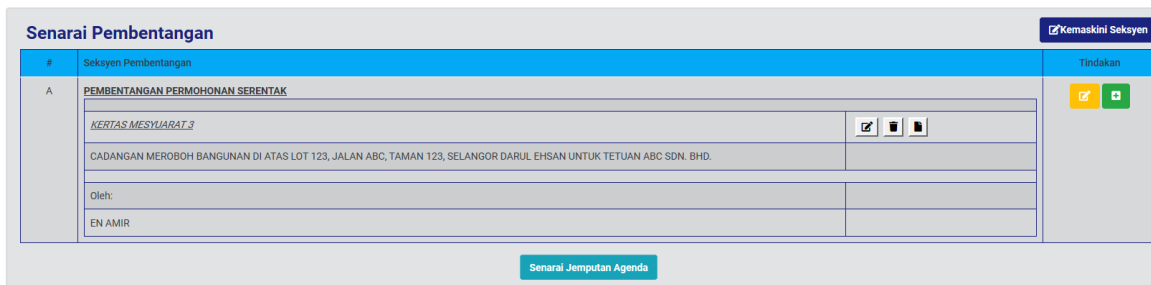 Senarai Pembentangan
Kemaskini Seksyen
# Seksyen Pembentangan Tindakan
A PEMBENTANGAN PERMOHONAN SERENTAK
KERTAS MESYUARAT 3
CADANGAN MEROBOH BANGUNAN DI ATAS LOT 123, JALAN ABC, TAMAN 123, SELANGOR DARUL EHSAN UNTUK TETUAN ABC SDN. BHD.
Oleh:
EN AMIR
Senarai Jemputan Agenda